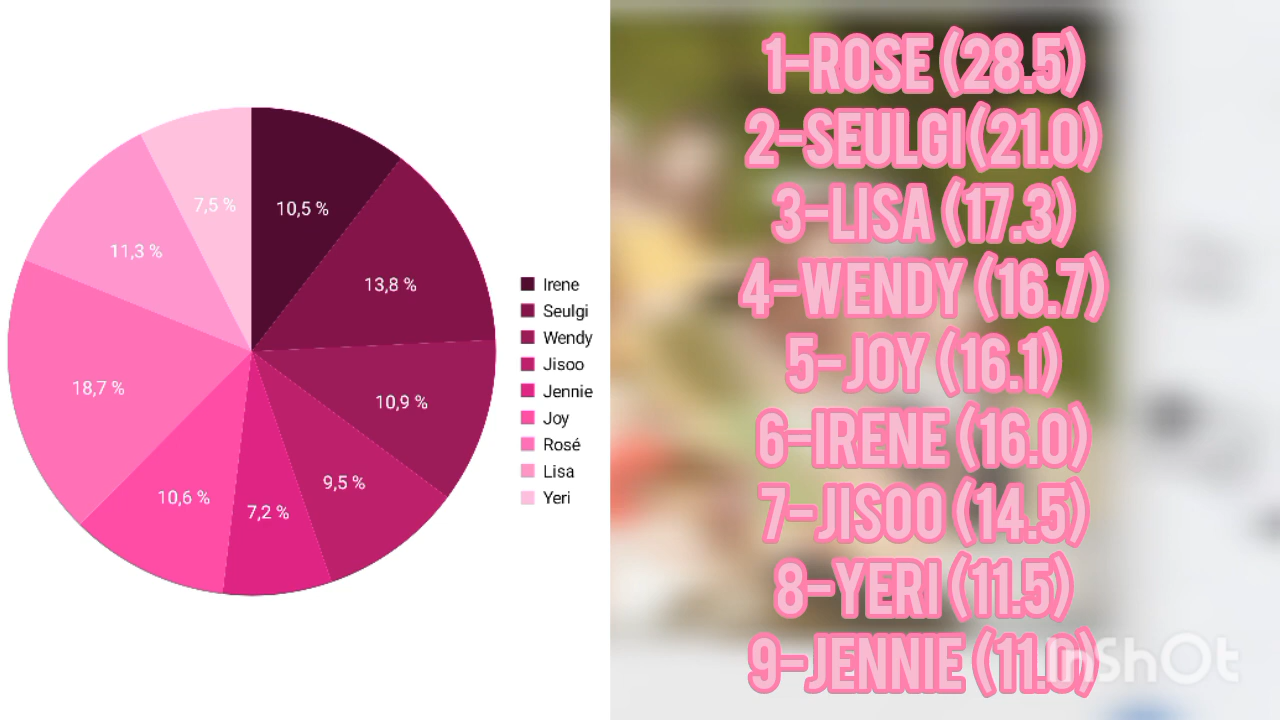 7,5 %
10,5 %
11,3 %
13,8 %
18,7 %
10,9 %
10,6 %
7,2 %
9,5 %
Irene
Seulgi
Wendy
Jisoo
Jennie
Joy
Rosé
Lisa
Yeri
1-ROSE (28.5)
2-SEULGI(21.0)
3-LISA (17.3)
4-WENDY (16.7)
5-JOY (16.1)
6-IRENE (16.0)
7-JISOO (14.5)
8-YERI (11.5)
9-JENNIE (11.0)
InShOt